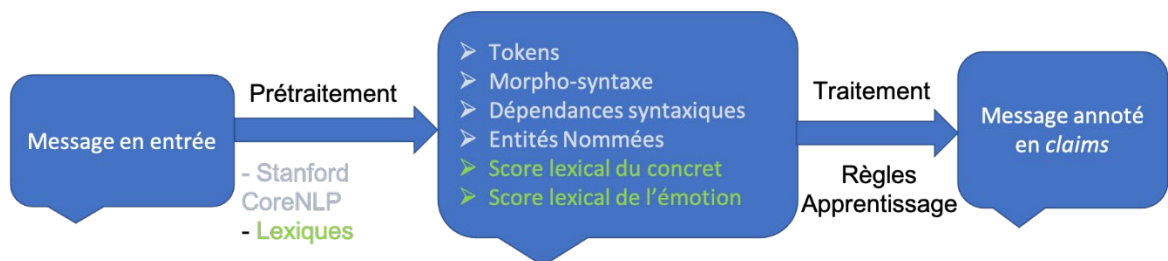 Message en entrée
Prétraitement
- Stanford
CoreNLP
- Lexiques
➢ Tokens
➢ Morpho-syntaxe
➢ Dépendances syntaxiques
➢ Entités Nommées
➢ Score lexical du concret
➢ Score lexical de l'émotion
Traitement
Règles
Apprentissage
Message annoté
en claims